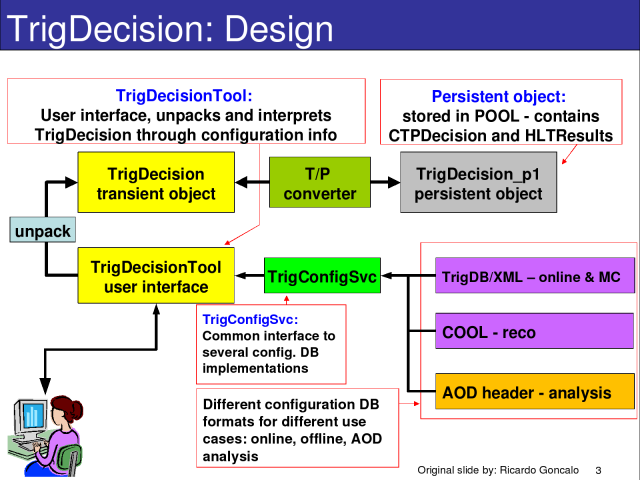 TrigDecision: Design
TrigDecisionTool:
User interface, unpacks and interprets
TrigDecision through configuration info
Persistent object:
stored in POOL - contains
CTPDecision and HLTResults
TrigDecision
transient object
T/P
converter
TrigDecision_p1
persistent object
unpack
TrigDecisionTool
user interface
TrigConfigSvc
TrigDB/XML – online & MC
COOL - reco
AOD header - analysis
TrigConfigSvc:
Common interface to
several config. DB
implementations
Different configuration DB
formats for different use
cases: online, offline, AOD
analysis
Original slide by: Ricardo Goncalo
3